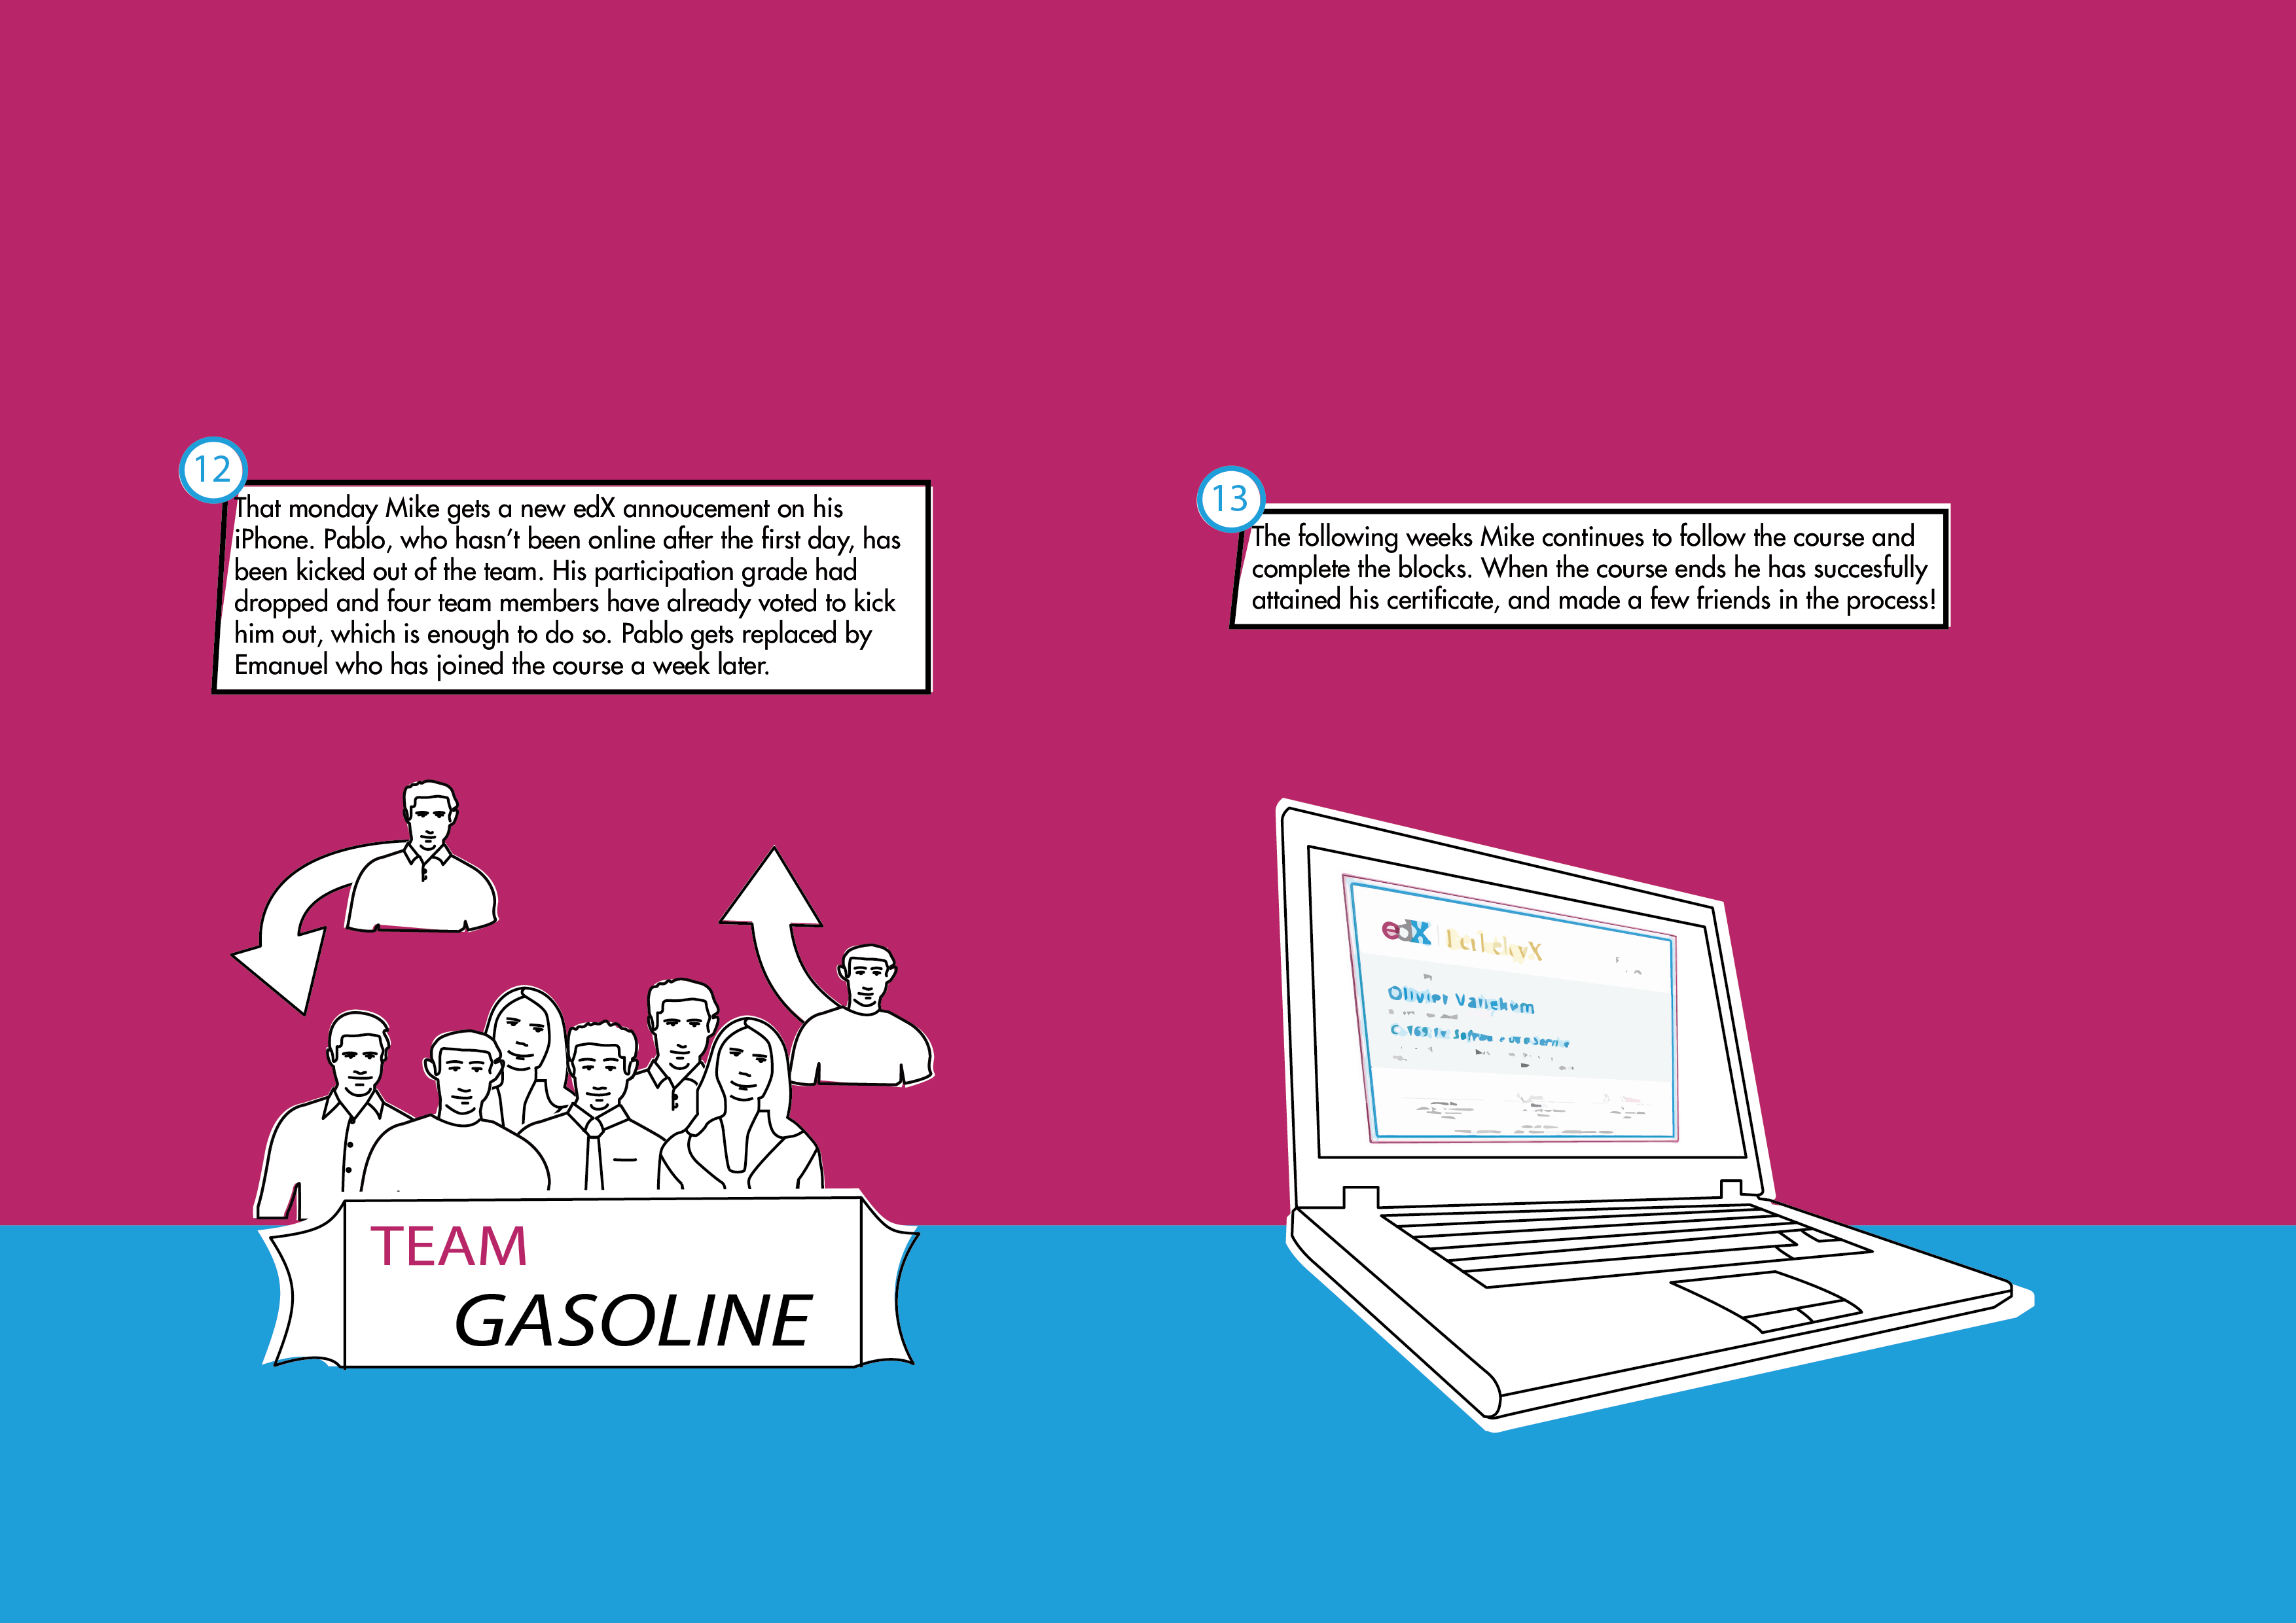 12
That monday Mike gets a new edX annoucement on his
iPhone. Pablo, who hasn't been online after the first day, has
been kicked out of the team. His participation grade had
dropped and four team members have already voted to kick
him out, which is enough to do so. Pablo gets replaced by
Emanuel who has joined the course a week later.
TEAM
GASOLINE
13
The following weeks Mike continues to follow the course and
complete the blocks. When the course ends he has succesfully
attained his certificate, and made a few friends in the process!
edX
Olivier